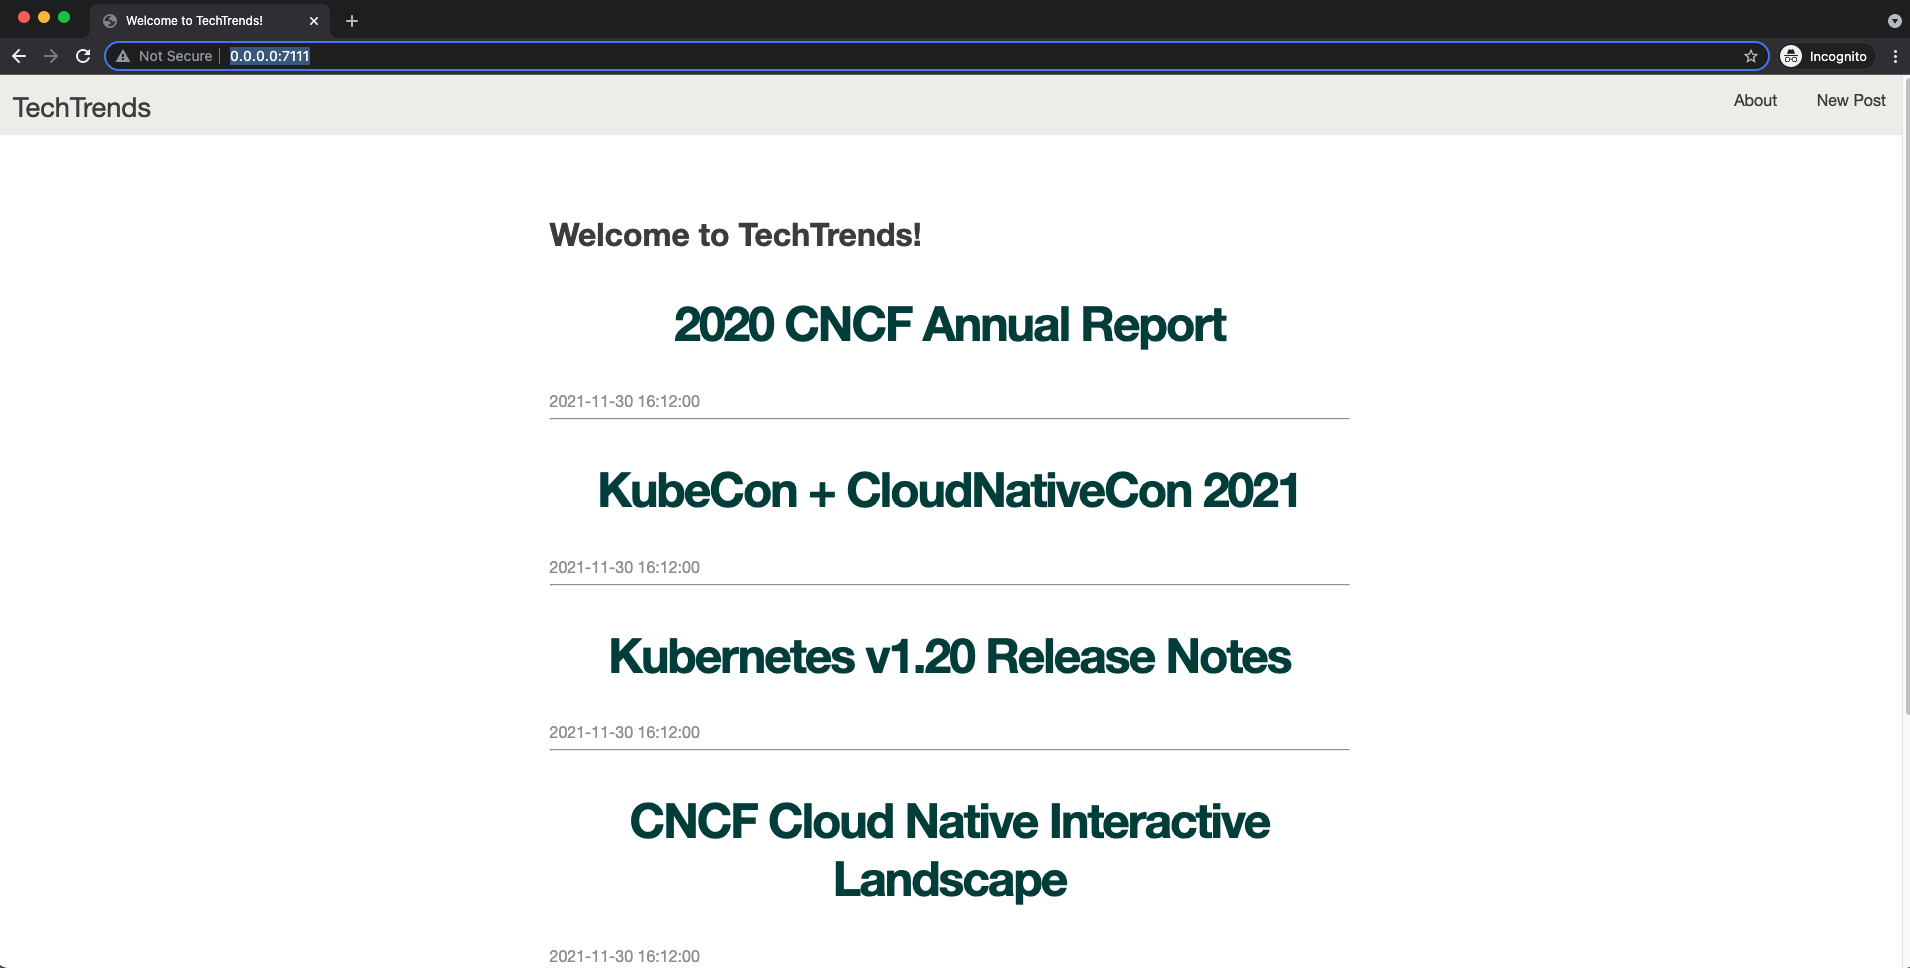 Welcome to TechTrends!
Not Secure
0.0.0.0:7111
Incognito
TechTrends
About
New Post
Welcome to TechTrends!
2020 CNCF Annual Report
2021-11-30 16:12:00
KubeCon + CloudNativeCon 2021
2021-11-30 16:12:00
Kubernetes v1.20 Release Notes
2021-11-30 16:12:00
CNCF Cloud Native Interactive
Landscape
2021-11-30 16:12:00